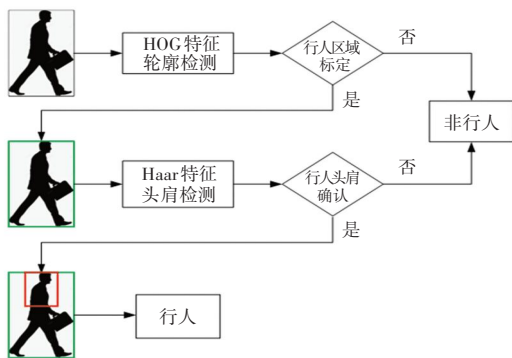 HOG特征
轮廓检测
行人区域
标定
否
是
非行人
Haar特征
头肩检测
行人头肩
确认
否
是
行人